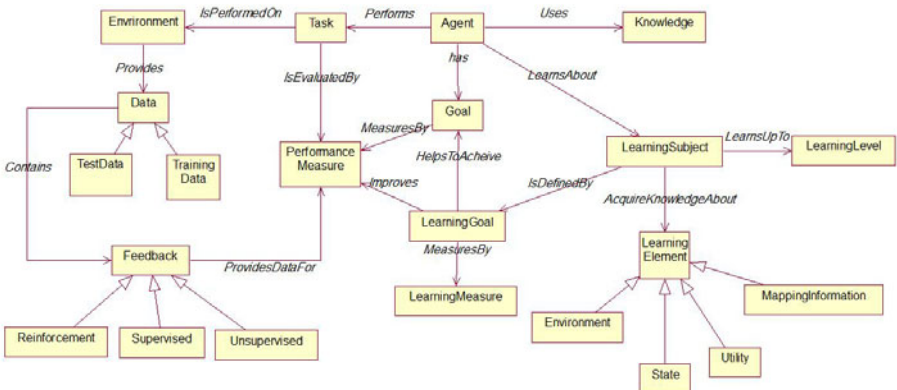 IsPerformedOn
Performs
Uses
Envrironment
Task
Agent
Knowledge
Provides
IsEvaluatedBy
has
LearnsAbout
Data
Goal
MeasuresBy
LearnsUpTo
Contains
TestData
Training
Data
Performance
Measure
HelpsToAcheive
LearningSubject
LearningLevel
Improves
IsDefinedBy
AcquireKnowledgeAbout
LearningGoal
Feedback
ProvidesDataFor
MeasuresBy
Learning
Element
LearningMeasure
MappingInformation
Reinforcement
Supervised
Unsupervised
Environment
State
Utility